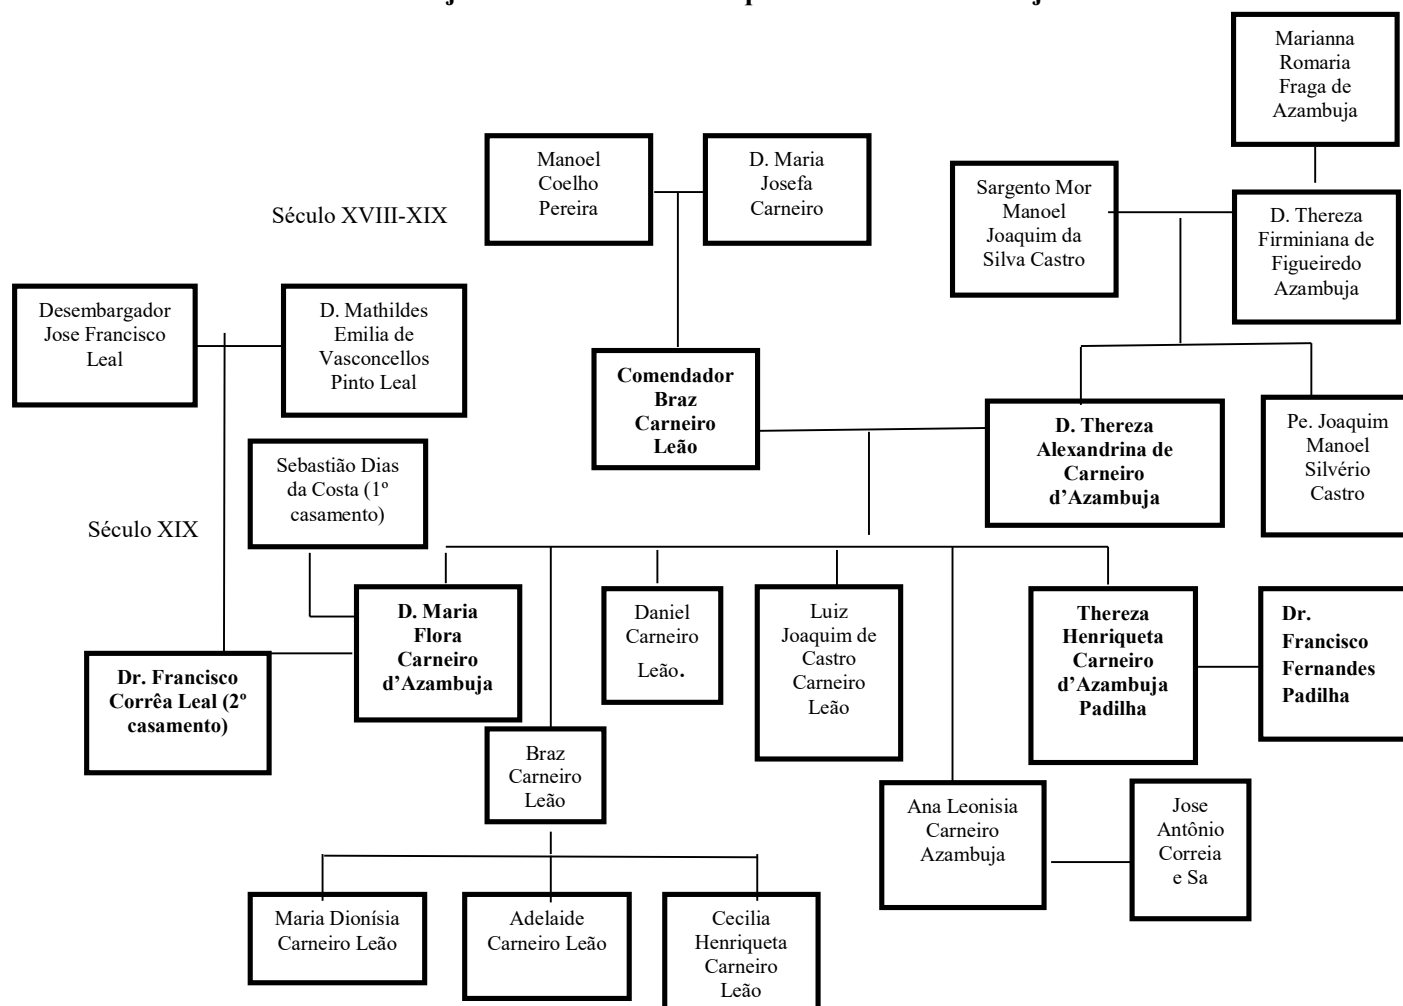 Marianna
Romaria
Fraga de
Azambuja
Manoel
Coelho
Pereira
D. Maria
Josefa
Carneiro
Sargento Mor
Manoel
Joaquim da
Silva Castro
D. Thereza
Firminiana de
Figueiredo
Azambuja
Século XVIII-XIX
Desembargador
Jose Francisco
Leal
D. Mathildes
Emilia de
Vasconcellos
Pinto Leal
Comendador
Braz
Carneiro
Leão
D. Thereza
Alexandrina de
Carneiro
d’Azambuja
Pe. Joaquim
Manoel
Silvério
Castro
Sebastião Dias
da Costa (1º
casamento)
Século XIX
Dr. Francisco
Corrêa Leal (2º
casamento)
D. Maria
Flora
Carneiro
d’Azambuja
Daniel
Carneiro
Leão.
Luiz
Joaquim de
Castro
Carneiro
Leão
Thereza
Henriqueta
Carneiro
d’Azambuja
Padilha
Dr.
Francisco
Fernandes
Padilha
Braz
Carneiro
Leão
Ana Leonisia
Carneiro
Azambuja
Jose
Antônio
Correia
e Sa
Maria Dionísia
Carneiro Leão
Adelaide
Carneiro Leão
Cecilia
Henriqueta
Carneiro
Leão